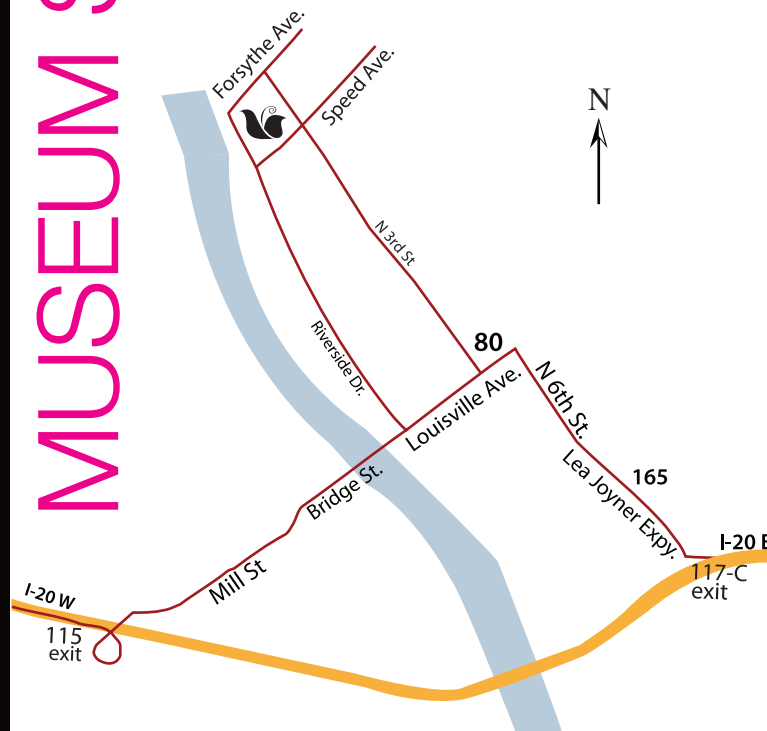 MUSEUM
Forsythe Ave.
Speed Ave.
N
N 3rd St
Riverside Dr.
80
Louisville Ave.
N 6th St.
Bridge St.
165
Lea Joyner Expy.
Mill St
I-20 E
117-C
exit
I-20 W
115
exit